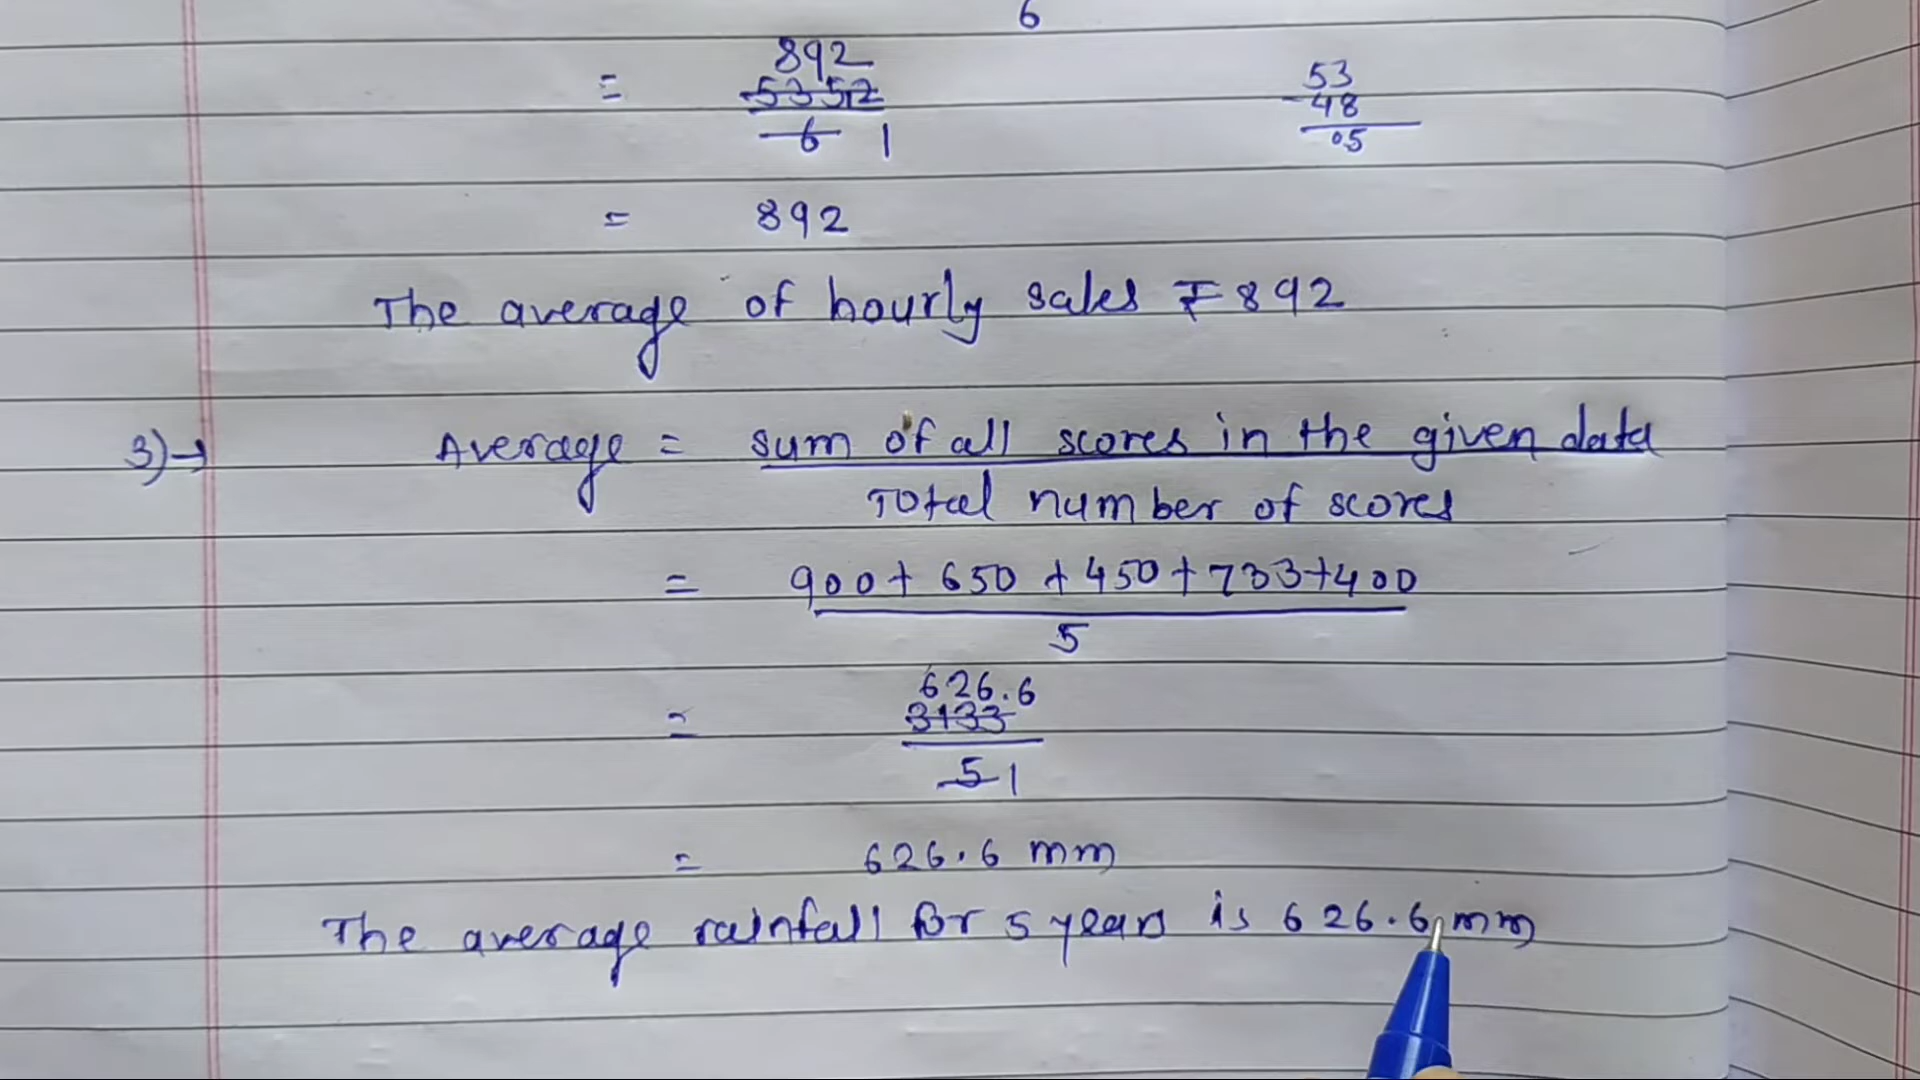 6
= 892
5352
6 1
53
- 48
05
= 892
The average of hourly sales ₹892
3)→ Average = sum of all scores in the given data
Total number of scores
= 900+ 650 + 450 + 733+400
5
626.6
= 3133
5 1
= 626.6 mm
The average rainfall for 5 years is 626.6 mm